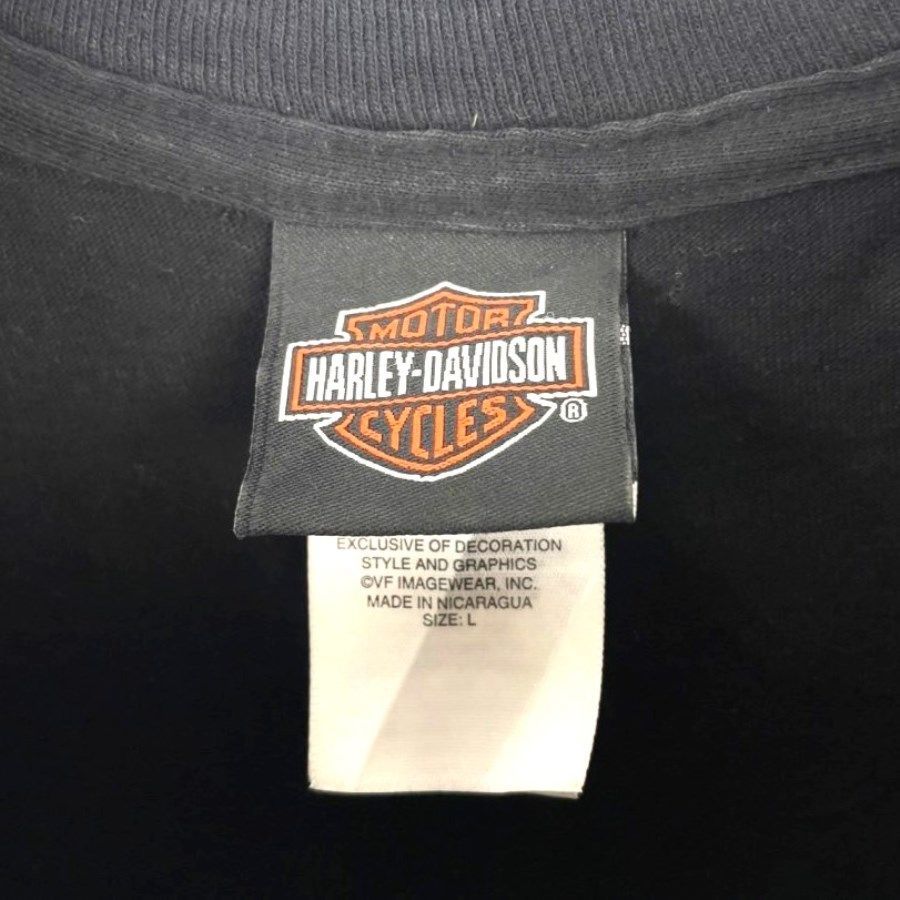 MOTOR
HARLEY-DAVIDSON
CYCLES
®
EXCLUSIVE OF DECORATION
STYLE AND GRAPHICS
©VF IMAGEWEAR, INC.
MADE IN NICARAGUA
SIZE: L